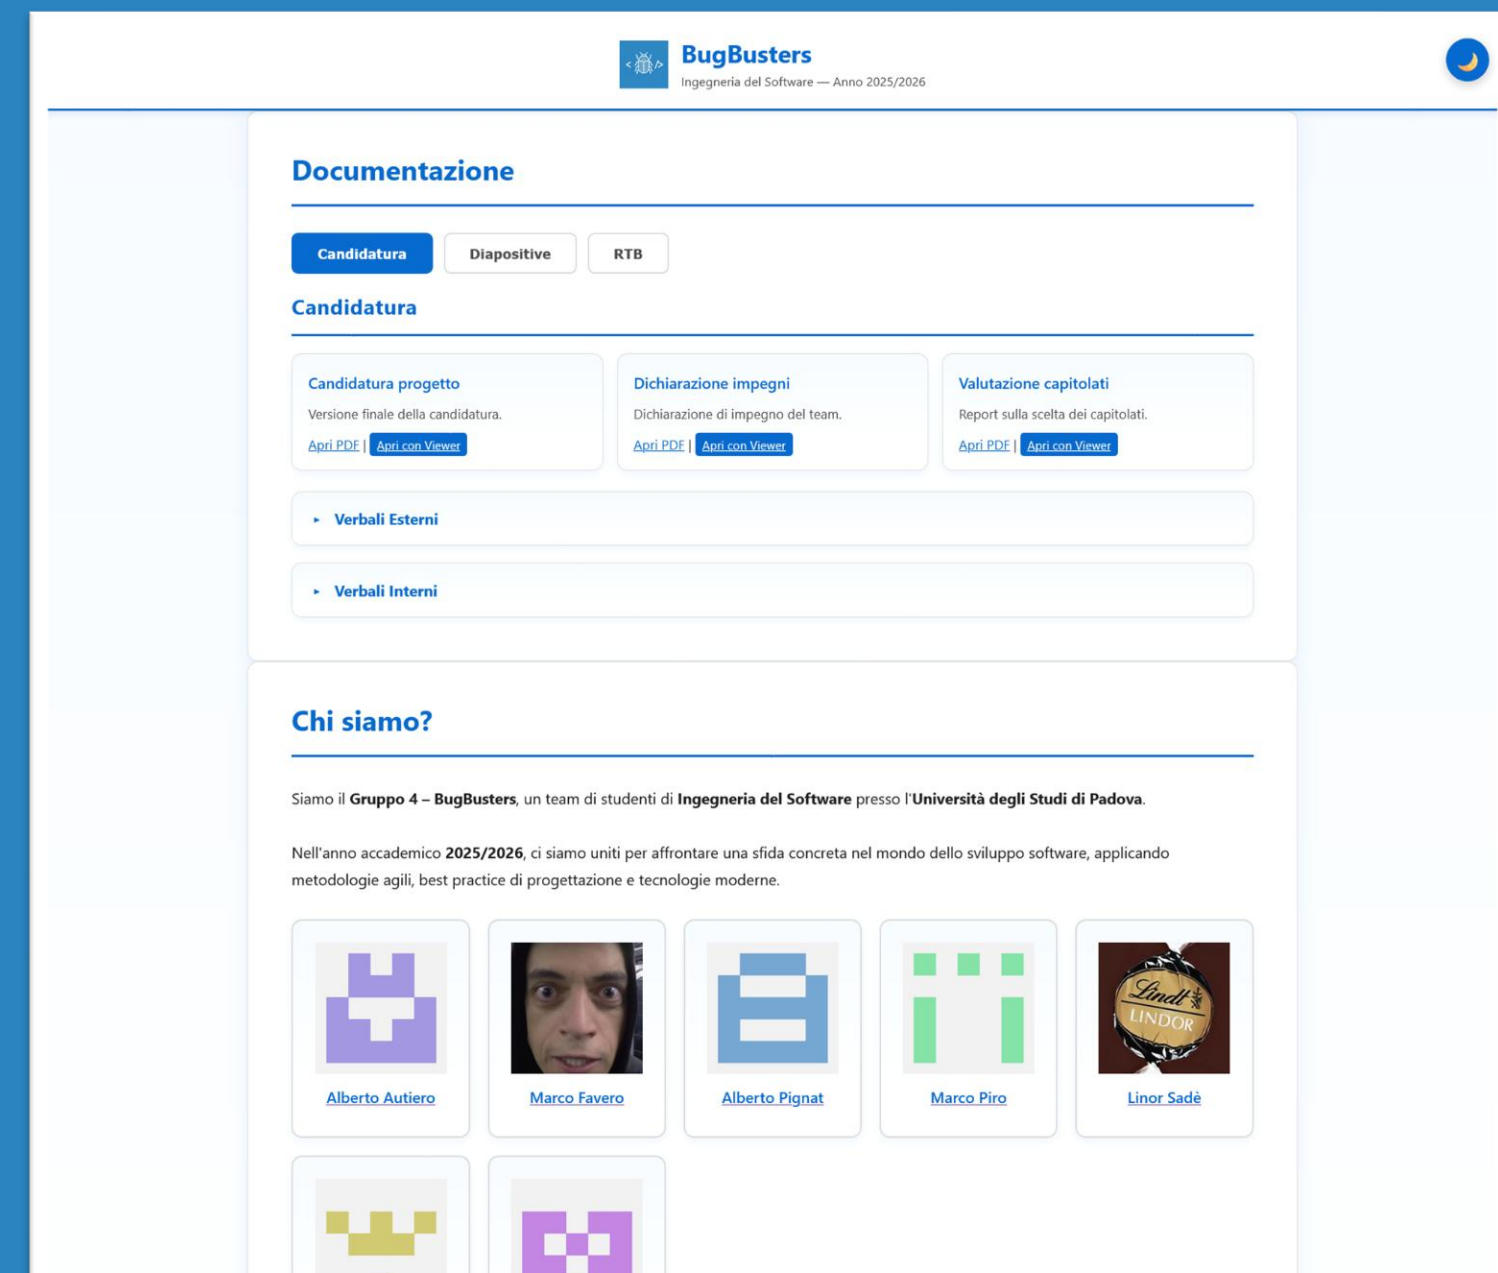 BugBusters
Ingegneria del Software — Anno 2025/2026
Documentazione
Candidatura
Diapositive
RTB
Candidatura
Candidatura progetto
Versione finale della candidatura.
Apri PDF | Apri con Viewer
Dichiarazione impegni
Dichiarazione di impegno del team.
Apri PDF | Apri con Viewer
Valutazione capitolati
Report sulla scelta dei capitolati.
Apri PDF | Apri con Viewer
Verbali Esterni
Verbali Interni
Chi siamo?
Siamo il Gruppo 4 – BugBusters, un team di studenti di Ingegneria del Software presso l'Università degli Studi di Padova.
Nell'anno accademico 2025/2026, ci siamo uniti per affrontare una sfida concreta nel mondo dello sviluppo software, applicando
metodologie agili, best practice di progettazione e tecnologie moderne.
Lindt
LINDOR
Alberto Autiero
Marco Favero
Alberto Pignat
Marco Piro
Linor Sadè